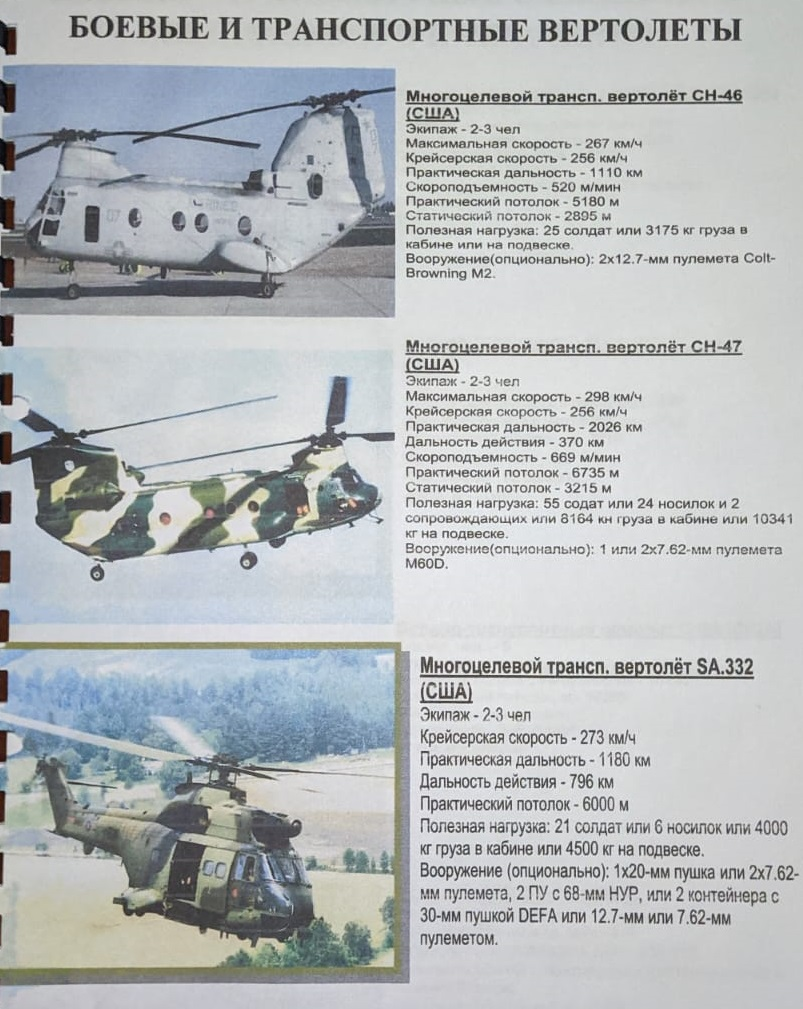 БОЕВЫЕ И ТРАНСПОРТНЫЕ ВЕРТОЛЕТЫ
Многоцелевой трансп. вертолёт СН-46
(США)
Экипаж - 2-3 чел
Максимальная скорость - 267 км/ч
Крейсерская скорость - 256 км/ч
Практическая дальность - 1110 км
Скороподъемность - 520 м/мин
Практический потолок - 5180 м
Статический потолок - 2895 м
Полезная нагрузка: 25 солдат или 3175 кг груза в
кабине или на подвеске.
Вооружение(опционально): 2х12.7-мм пулемета Colt-
Browning M2.
07
Многоцелевой трансп. вертолёт СН-47
(США)
Экипаж - 2-3 чел
Максимальная скорость - 298 км/ч
Крейсерская скорость - 256 км/ч
Практическая дальность - 2026 км
Дальность действия - 370 км
Скороподъемность - 669 м/мин
Практический потолок - 6735 м
Статический потолок - 3215 м
Полезная нагрузка: 55 содат или 24 носилок и 2
сопровождающих или 8164 кн груза в кабине или 10341
кг на подвеске.
Вооружение(опционально): 1 или 2х7.62-мм пулемета
M60D.
Многоцелевой трансп. вертолёт SA.332
(США)
Экипаж - 2-3 чел
Крейсерская скорость - 273 км/ч
Практическая дальность - 1180 км
Дальность действия - 796 км
Практический потолок - 6000 м
Полезная нагрузка: 21 солдат или 6 носилок или 4000
кг груза в кабине или 4500 кг на подвеске.
Вооружение (опционально): 1х20-мм пушка или 2х7.62-
мм пулемета, 2 ПУ с 68-мм НУР, или 2 контейнера с
30-мм пушкой DEFA или 12.7-мм или 7.62-мм
пулеметом.